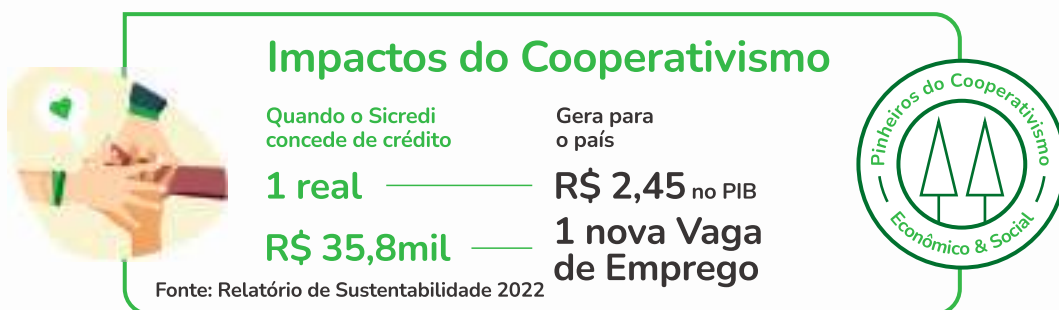 Impactos do Cooperativismo
Quando o Sicredi
concede de crédito
Gera para
o país
1 real
R$ 2,45 no PIB
R$ 35,8mil
1 nova Vaga
de Emprego
Fonte: Relatório de Sustentabilidade 2022
Pinheiros do Cooperativismo
Econômico & Social